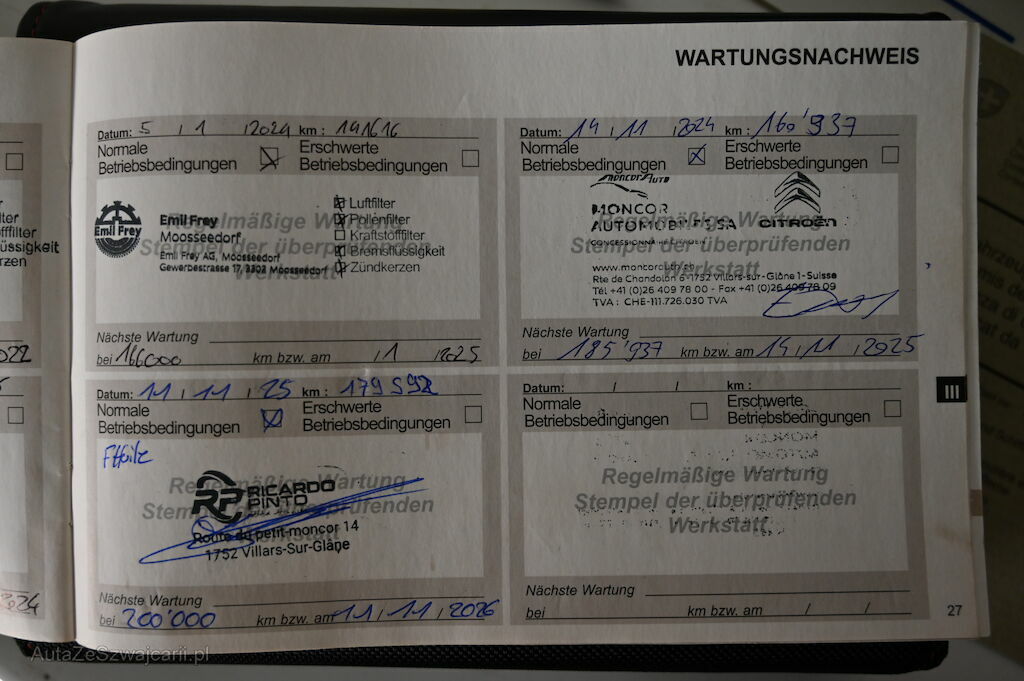 WARTUNGSNACHWEIS
Datum: 5 / 1 / 2024 km : 141616
Normale
Betriebsbedingungen
Erschwerte
Betriebsbedingungen
Emil Frey
Emil Frey
Moosseedorf
Emil Frey AG, Moosseedorf
Gewerbestrasse 17, 3302 Moosseedorf
Luftfilter
Pollenfilter
Kraftstofffilter
Bremsflüssigkeit
Zündkerzen
Regelmäßige Wartung
Stempel der überprüfenden
Werkstatt
Nächste Wartung
bei 166000 km bzw. am / 1 / 2025
Datum: 14 / 11 / 2024 km : 160'937
Normale
Betriebsbedingungen
Erschwerte
Betriebsbedingungen
MONCOR AUTO
MONCOR
AUTOMOBILES SA
CITROËN
Regelmäßige Wartung
Stempel der überprüfenden
Werkstatt
Rte de Chandolan 6-1752 Villars-sur-Glâne 1-Suisse
Tél +41 (0)26 409 78 00 - Fax +41 (0)26 409 78 09
TVA : CHE-111.726.030 TVA
Nächste Wartung
bei 185'937 km bzw. am 14 / 11 / 2025
Datum: 11 / 11 / 25 km : 179592
Normale
Betriebsbedingungen
Erschwerte
Betriebsbedingungen
Regelmäßige Wartung
Stempel der überprüfenden
Werkstatt
RP RICARDO
PINTO
Route du petit-moncor 14
1752 Villars-Sur-Glâne
Nächste Wartung
bei 200'000 km bzw. am 11 / 11 / 2026
Datum: / / km :
Normale
Betriebsbedingungen
Erschwerte
Betriebsbedingungen
Regelmäßige Wartung
Stempel der überprüfenden
Werkstatt
Nächste Wartung
bei km bzw. am / /
III
27
AutaZeSzwajcarii.pl